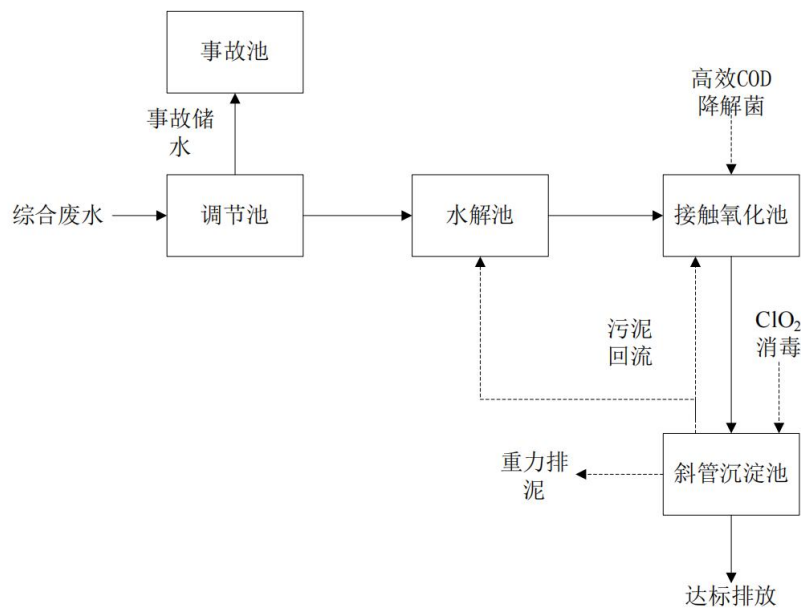 事故池
事故储
水
高效COD
降解菌
综合废水
调节池
水解池
接触氧化池
污泥
回流
ClO₂
消毒
重力排
泥
斜管沉淀池
达标排放